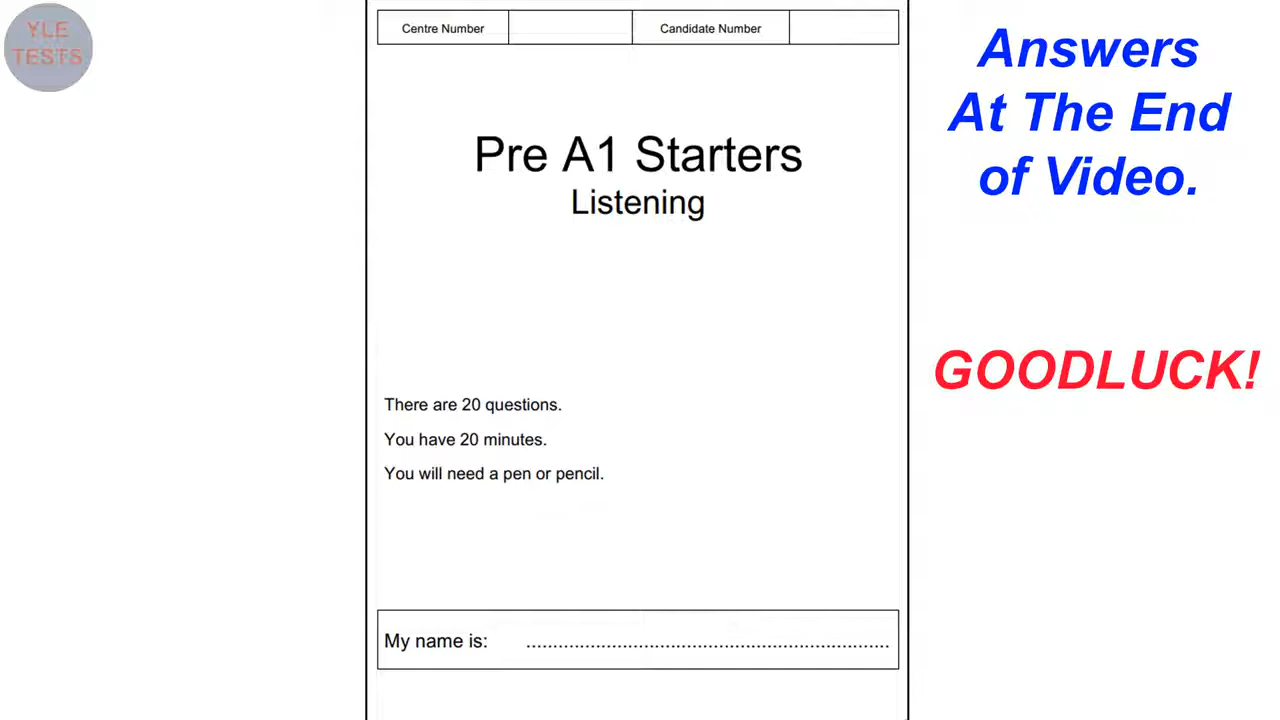 YLE
TESTS
Centre Number
Candidate Number
Pre A1 Starters
Listening
There are 20 questions.
You have 20 minutes.
You will need a pen or pencil.
My name is: .....................................................................
Answers
At The End
of Video.
GOODLUCK!